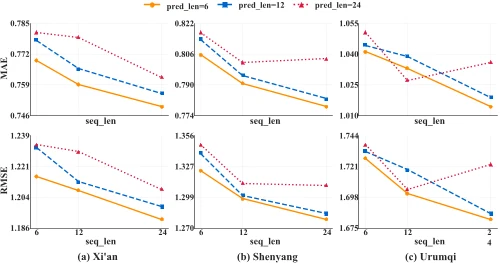 pred_len=6 pred_len=12 pred_len=24
0.785 0.822 1.055
0.772 0.806 1.040
0.759 0.790 1.025
0.746 0.774 1.010
MAE
seq_len seq_len seq_len
1.239 1.356 1.744
1.221 1.327 1.721
1.204 1.299 1.698
1.186 1.270 1.675
RMSE
6 12 24 6 12 24 6 12 2
4
seq_len seq_len seq_len
(a) Xi'an (b) Shenyang (c) Urumqi